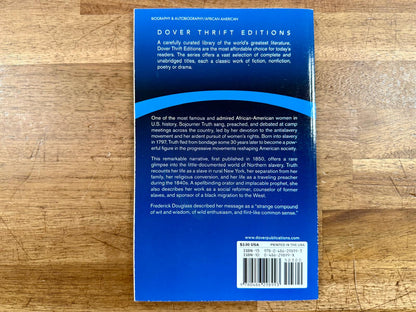 BIOGRAPHY & AUTOBIOGRAPHY/AFRICAN AMERICAN
DOVER THRIFT EDITIONS
A carefully curated library of the world's greatest literature,
Dover Thrift Editions are the most affordable choice for today's
readers. The series offers a vast selection of complete and
unabridged titles, each a classic work of fiction, nonfiction,
poetry or drama.
One of the most famous and admired African-American women in
U.S. history, Sojourner Truth sang, preached, and debated at camp
meetings across the country, led by her devotion to the antislavery
movement and her ardent pursuit of women's rights. Born into slavery
in 1797, Truth fled from bondage some 30 years later to become a pow-
erful figure in the progressive movements reshaping American society.
This remarkable narrative, first published in 1850, offers a rare
glimpse into the little-documented world of Northern slavery. Truth
recounts her life as a slave in rural New York, her separation from her
family, her religious conversion, and her life as a traveling preacher
during the 1840s. A spellbinding orator and implacable prophet, she
also describes her work as a social reformer, counselor of former
slaves, and sponsor of a black migration to the West.
Frederick Douglass described her message as a "strange compound
of wit and wisdom, of wild enthusiasm, and flint-like common sense."
www.doverpublications.com
PRINTED IN THE USA